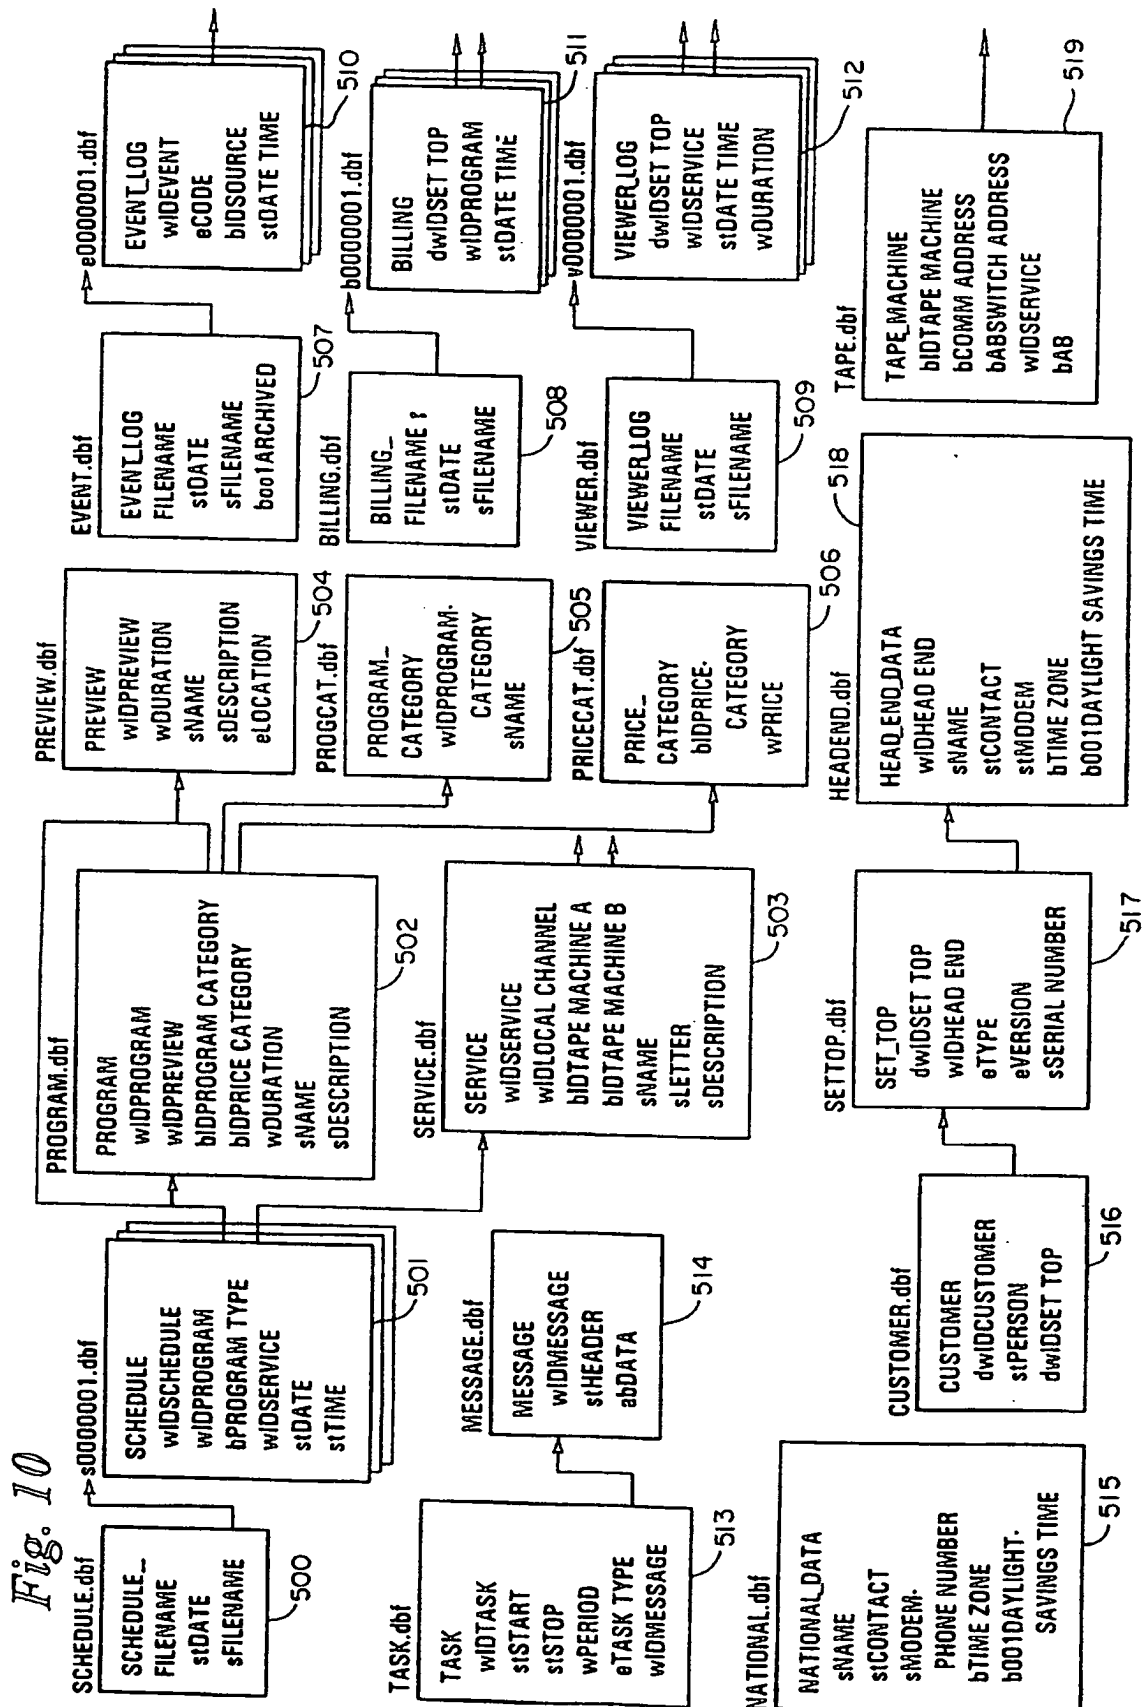 Fig. 10
SCHEDULE.dbf
SCHEDULE_
FILENAME
stDATE
sFILENAME
500
s0000001.dbf
SCHEDULE
wIDSCHEDULE
wIDPROGRAM
bPROGRAM TYPE
wIDSERVICE
stDATE
stTIME
501
PROGRAM.dbf
PROGRAM
wIDPROGRAM
wIDPREVIEW
bIDPROGRAM CATEGORY
bIDPRICE CATEGORY
wDURATION
sNAME
sDESCRIPTION
502
PREVIEW.dbf
PREVIEW
wIDPREVIEW
wDURATION
sNAME
sDESCRIPTION
eLOCATION
504
EVENT.dbf
EVENT_LOG
FILENAME
stDATE
sFILENAME
boo1ARCHIVED
507
e0000001.dbf
EVENT_LOG
wIDEVENT
eCODE
bIDSOURCE
stDATE TIME
510
PROGCAT.dbf
PROGRAM_
CATEGORY
wIDPROGRAM-
CATEGORY
sNAME
505
BILLING.dbf
BILLING_
FILENAME
stDATE
sFILENAME
508
b0000001.dbf
BILLING
dwIDSET TOP
wIDPROGRAM
stDATE TIME
511
TASK.dbf
TASK
wIDTASK
stSTART
stSTOP
wPERIOD
eTASK TYPE
wIDMESSAGE
513
MESSAGE.dbf
MESSAGE
wIDMESSAGE
stHEADER
abDATA
514
SERVICE.dbf
SERVICE
wIDSERVICE
wIDLOCAL CHANNEL
bIDTAPE MACHINE A
bIDTAPE MACHINE B
sNAME
sLETTER
sDESCRIPTION
503
PRICECAT.dbf
PRICE_
CATEGORY
bIDPRICE-
CATEGORY
wPRICE
506
VIEWER.dbf
VIEWER_LOG
FILENAME
stDATE
sFILENAME
509
v0000001.dbf
VIEWER_LOG
dwIDSET TOP
wIDSERVICE
stDATE TIME
wDURATION
512
NATIONAL.dbf
NATIONAL_DATA
sNAME
stCONTACT
sMODEM-
PHONE NUMBER
bTIME ZONE
b001DAYLIGHT-
SAVINGS TIME
515
CUSTOMER.dbf
CUSTOMER
dwIDCUSTOMER
stPERSON
dwIDSET TOP
516
SETTOP.dbf
SET_TOP
dwIDSET TOP
wIDHEAD END
eTYPE
eVERSION
sSERIAL NUMBER
517
HEADEND.dbf
HEAD_END_DATA
wIDHEAD END
sNAME
stCONTACT
stMODEM
bTIME ZONE
b001DAYLIGHT SAVINGS TIME
518
TAPE.dbf
TAPE_MACHINE
bIDTAPE MACHINE
bCOMM ADDRESS
bABSWITCH ADDRESS
wIDSERVICE
bAB
519